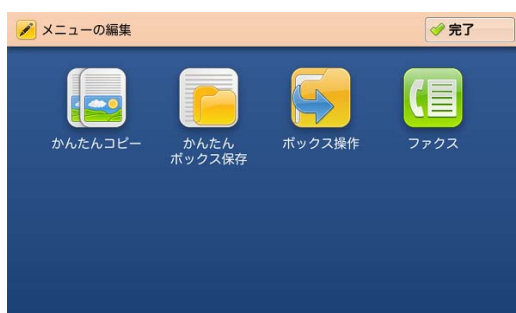 メニューの編集
完了
かんたんコピー
かんたん
ボックス保存
ボックス操作
ファクス